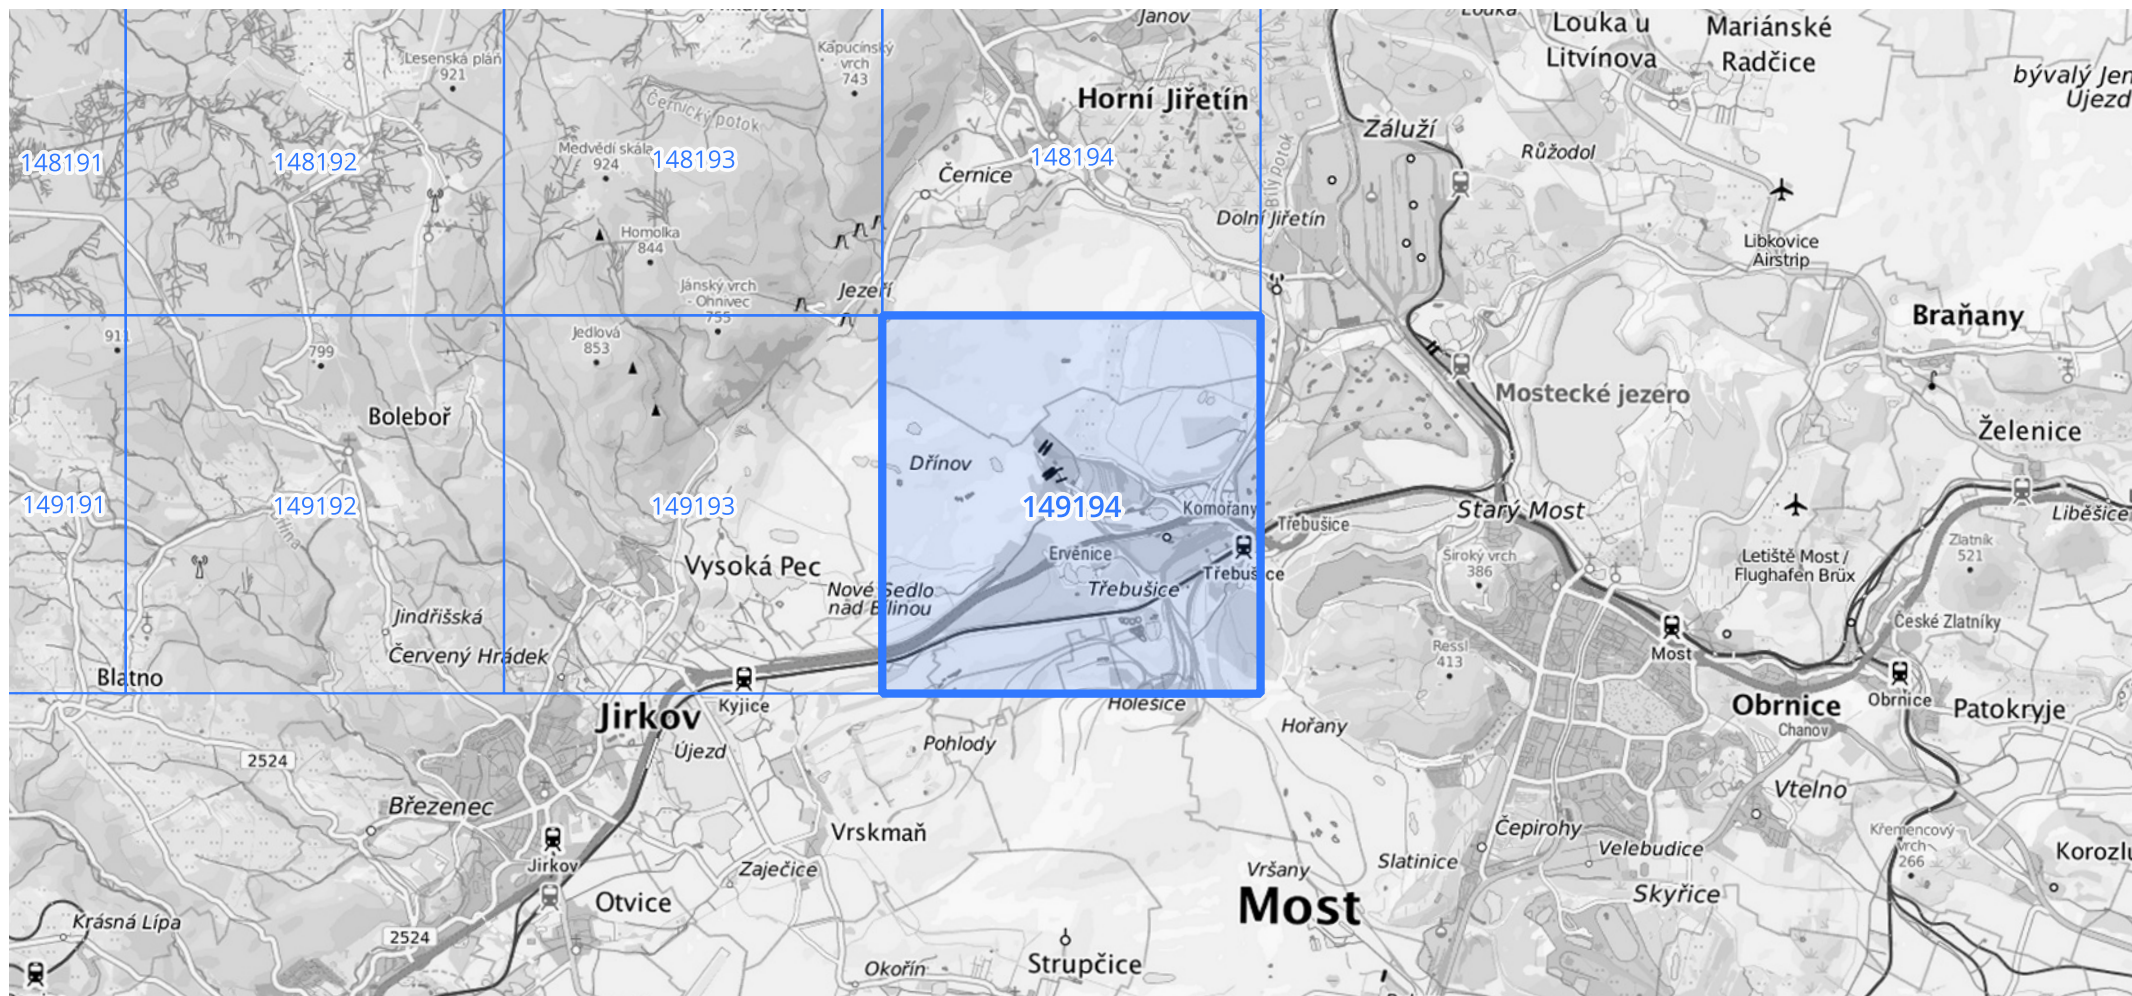 Janov
Louka u
Litvínova
Mariánské
Radčice
bývalý Jen
Újezd
Lesenská pláň
921
Kapucínský
vrch
743
Horní Jiřetín
Černický potok
Záluží
Růžodol
148191
148192
Medvědí skála
924
148193
148194
Černice
Bílý potok
Dolní Jiřetín
Homolka
844
Libkovice
Airstrip
Jánský vrch
- Ohnivec
755
Jezeří
Braňany
911
799
Jedlová
853
Boleboř
Mostecké jezero
Želenice
Dřínov
149191
149192
149193
149194
Komořany
Třebušice
Starý Most
Liběšice
Ervěnice
Široký vrch
386
Letiště Most /
Flughafen Brüx
Zlatník
521
Vysoká Pec
Třebušice
Nové Sedlo
nad Bílinou
Třebušice
Jindřišská
České Zlatníky
Červený Hrádek
Ressl
413
Most
Blatno
Kyjice
Obrnice
Holešice
Obrnice
Patokryje
Jirkov
Hořany
Chanov
Újezd
Pohlody
2524
Vtelno
Březenec
Vrskmaň
Čepirohy
Křemencový
vrch
266
Velebudice
Korozlu
Jirkov
Zaječice
Vršany
Slatinice
Skyřice
Otvice
Most
Krásná Lípa
2524
Okořín
Strupčice